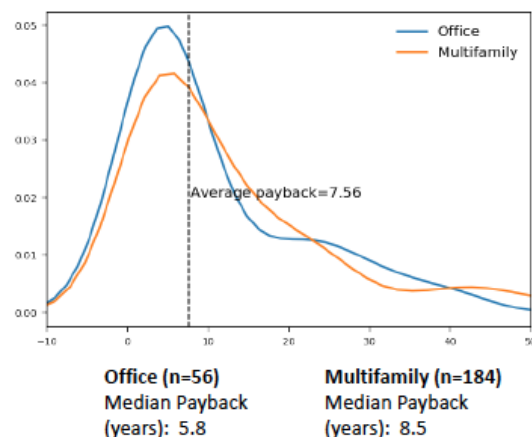 0.05
0.04
0.03
0.02
0.01
0.00
Office
Multifamily
Average payback=7.56
−10
0
10
20
30
40
50
Office (n=56)
Median Payback
(years): 5.8
Multifamily (n=184)
Median Payback
(years): 8.5